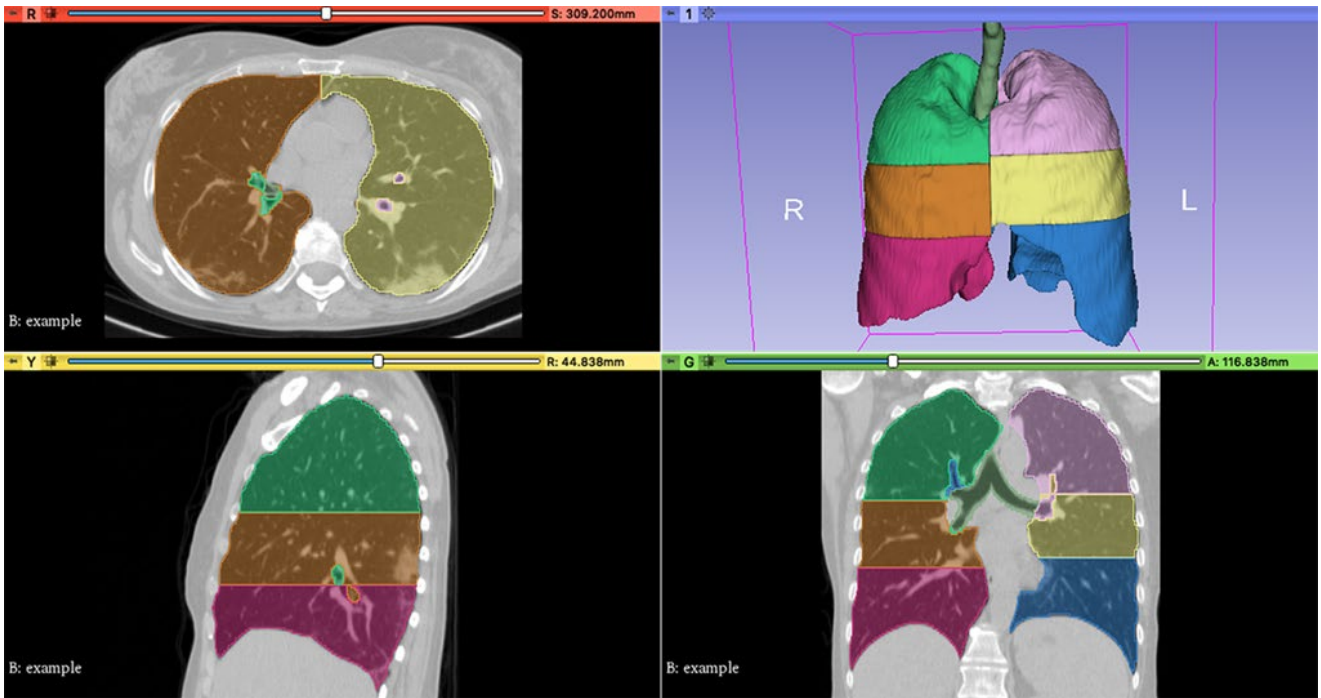 R
S: 309.200mm
1
B: example
R
L
Y
R: 44.838mm
G
A: 116.838mm
B: example
B: example